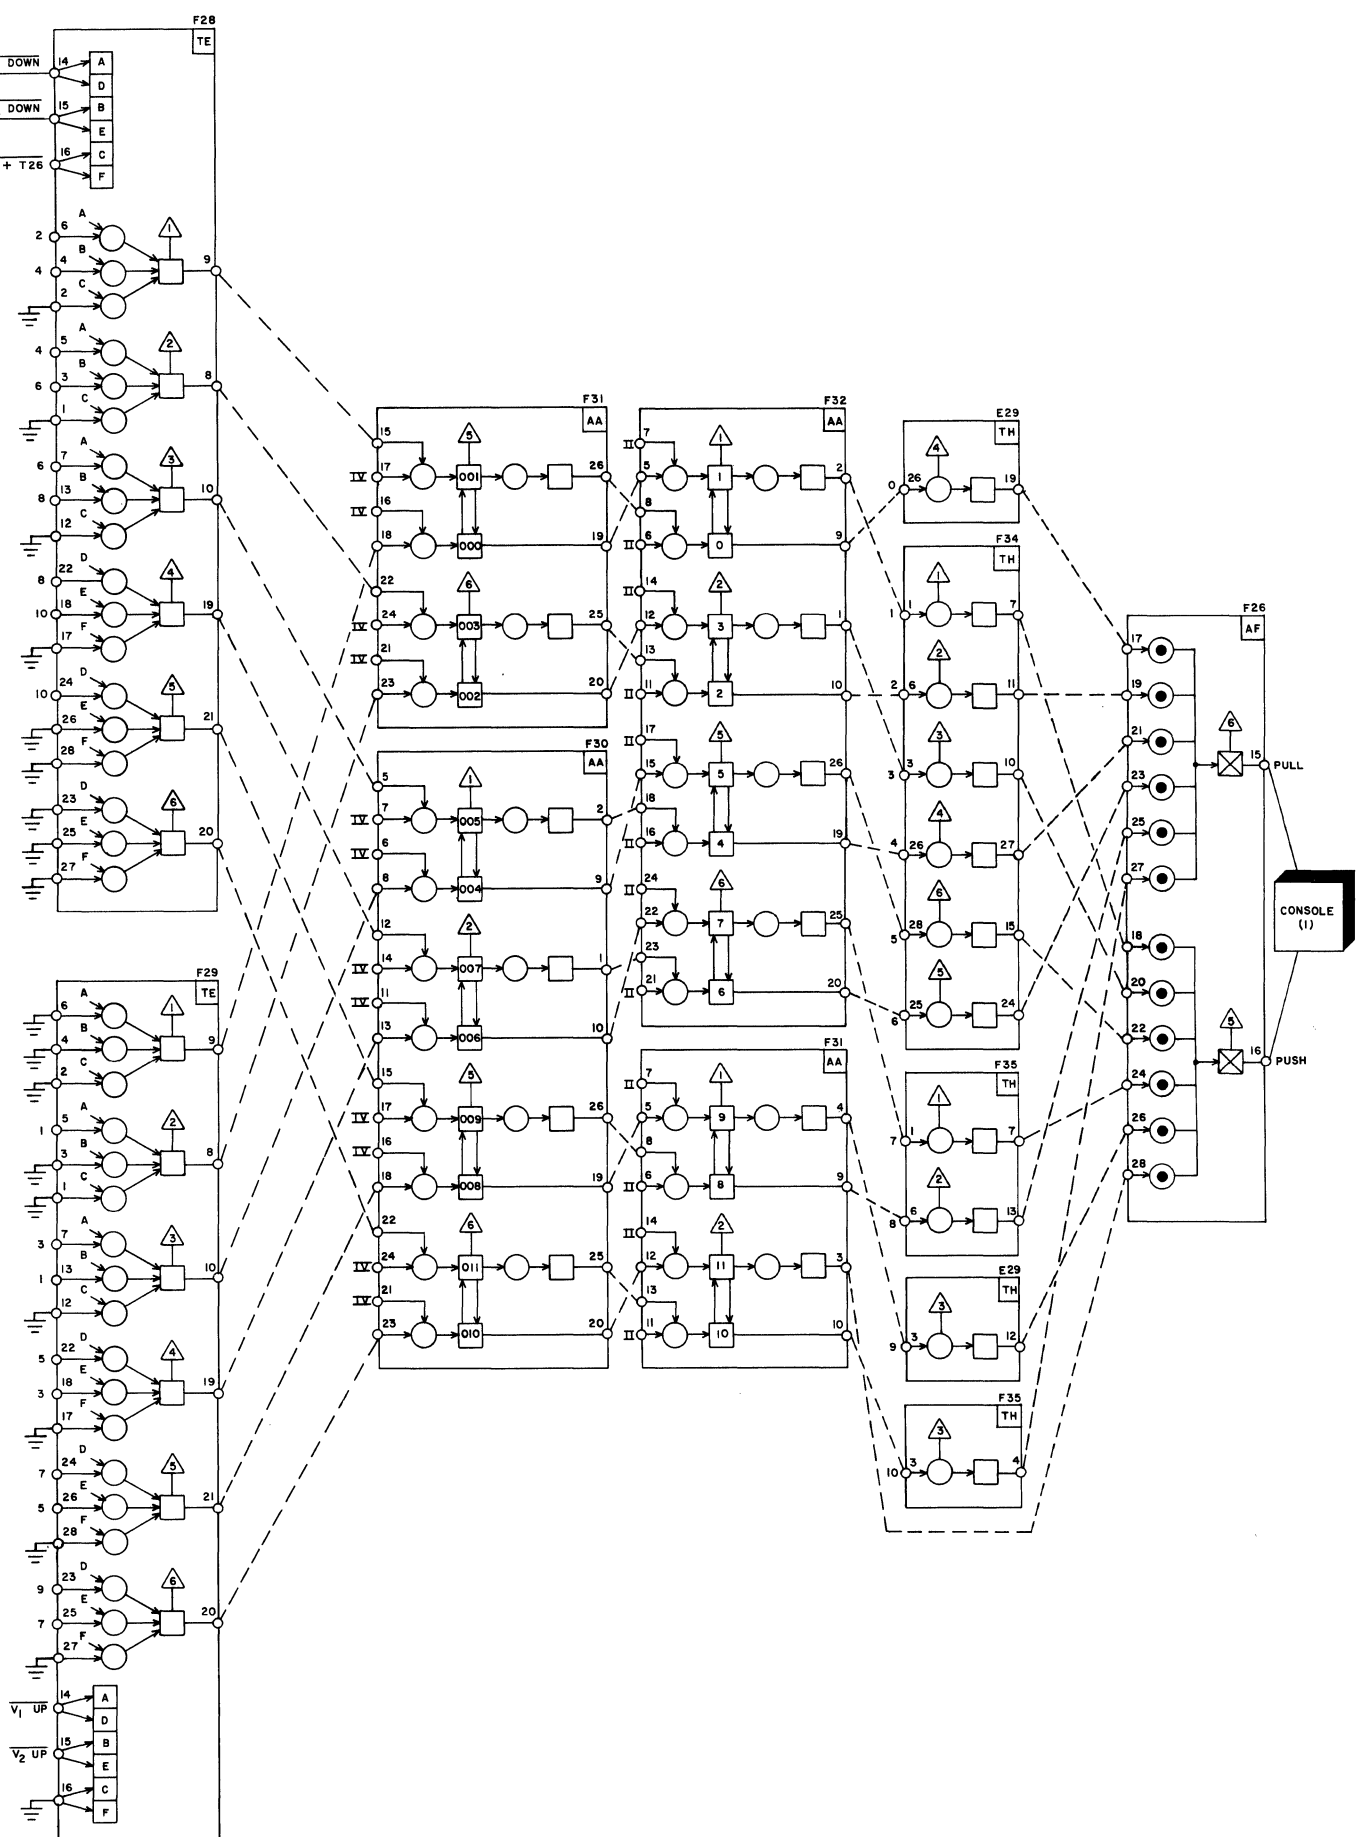 F28
TE
DOWN 14 A
D
DOWN 15 B
E
+ T26 16 C
F
A
2 6 1
B
4 4 9
C
2
A
4 5 2
B
6 3 8
C
1
A
6 7 3
B
8 13 10
C
12
D
8 22 4
E
10 18 19
F
17
D
10 24 5
E
26 21
F
28
D
23 6
E
25 20
F
27
F29
TE
A
6 1
B
4 9
C
2
A
1 5 2
B
3 8
C
1
A
3 7 3
B
1 13 10
C
12
D
5 22 4
E
3 18 19
F
17
D
7 24 5
E
5 26 21
F
28
D
9 23 6
E
7 25 20
F
27
14 A
V1 UP D
15 B
V2 UP E
16 C
F
F31
AA
15 5
IV 17 001 26
IV 16
18 000 19
22 6
IV 24 003 25
IV 21
23 002 20
F30
AA
5 1
IV 7 005 2
IV 6
8 004 9
12 2
IV 14 007 1
IV 11
13 006 10
15 5
IV 17 009 26
IV 16
18 008 19
22 6
IV 24 011 25
IV 21
23 010 20
F32
AA
II 7 1
5 1 2
8
II 6 0 9
II 14 2
12 3 1
13
II 11 2 10
II 17 5
15 5 26
18
II 16 4 19
II 24 6
22 7 25
23
II 21 6 20
F31
AA
II 7 1
5 9 4
8
II 6 8 9
II 14 2
12 11 3
13
II 11 10 10
E29
TH
4
0 26 19
F34
TH
1
1 1 7
2
2 6 11
3
3 3 10
4
4 26 27
6
5 28 15
5
6 25 24
F35
TH
1
7 1 7
2
8 6 13
E29
TH
3
9 3 12
F35
TH
3
10 3 4
F26
AF
17
19
21 6
23 15 PULL
25
27
18
20
22 5
24 16 PUSH
26
28
CONSOLE
(1)